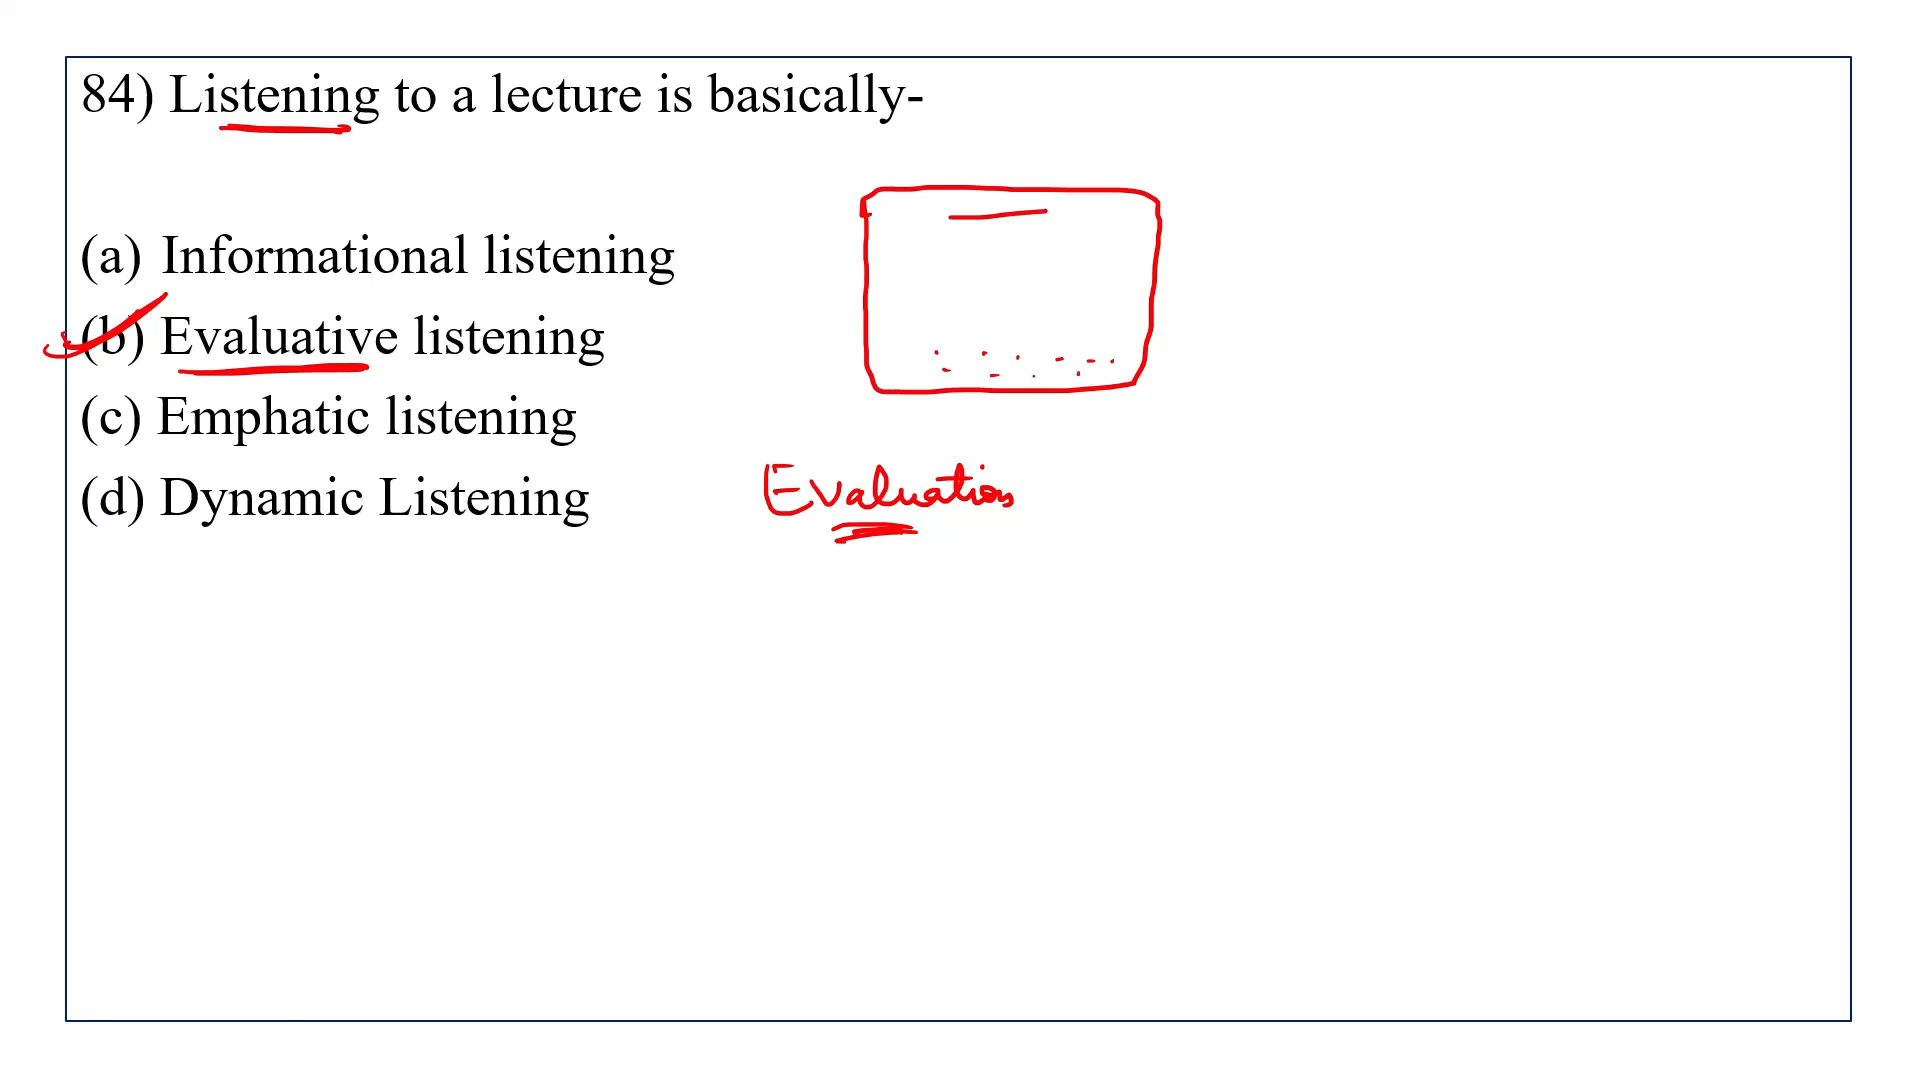 84) Listening to a lecture is basically-
(a) Informational listening
(b) Evaluative listening
(c) Emphatic listening
(d) Dynamic Listening
Evaluation